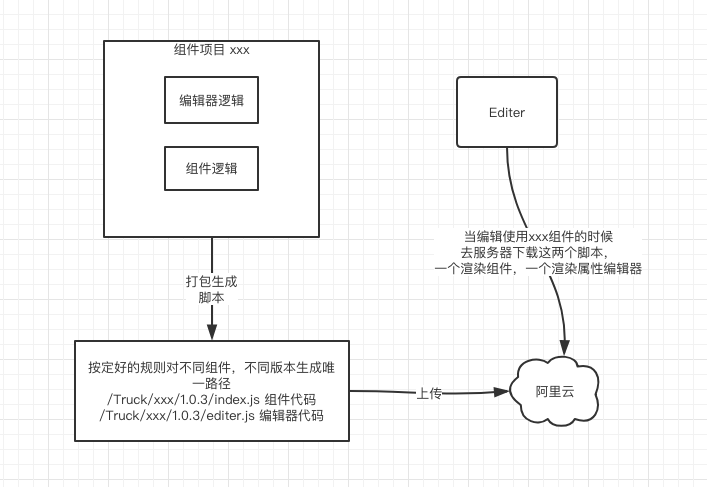 组件项目 xxx
编辑器逻辑
组件逻辑
打包生成
脚本
按定好的规则对不同组件，不同版本生成唯
一路径
/Truck/xxx/1.0.3/index.js 组件代码
/Truck/xxx/1.0.3/editer.js 编辑器代码
上传
Editer
当编辑使用xxx组件的时候
去服务器下载这两个脚本，
一个渲染组件，一个渲染属性编辑器
阿里云